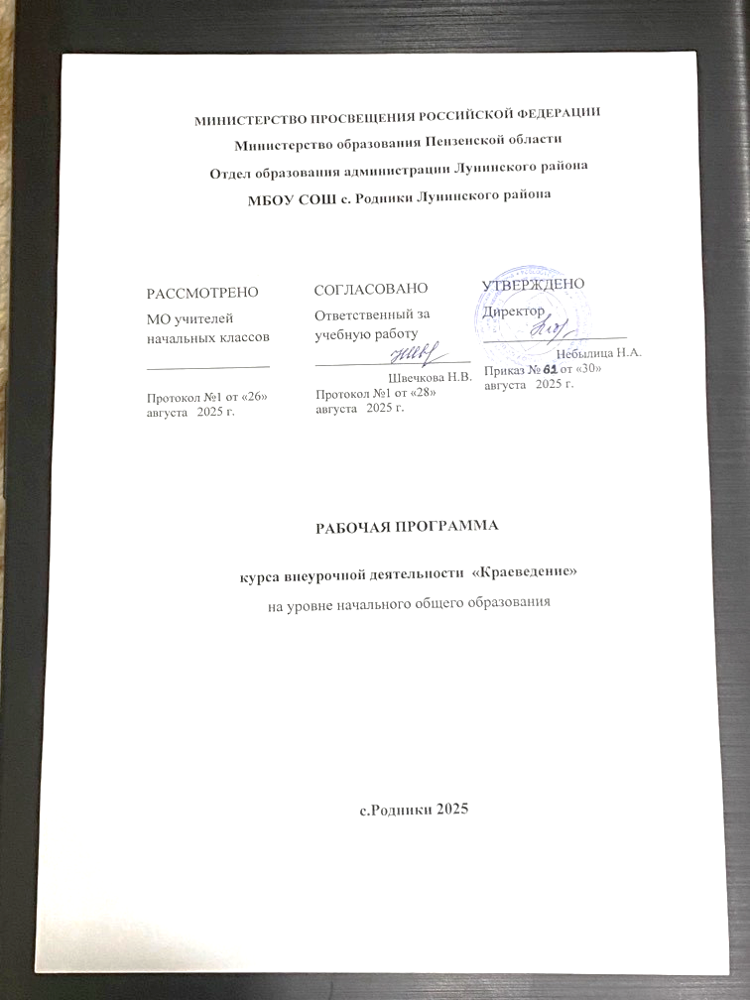 МИНИСТЕРСТВО ПРОСВЕЩЕНИЯ РОССИЙСКОЙ ФЕДЕРАЦИИ
Министерство образования Пензенской области
Отдел образования администрации Лунинского района
МБОУ СОШ с. Родники Лунинского района
РАССМОТРЕНО
МО учителей
начальных классов
Протокол №1 от «26»
августа 2025 г.
СОГЛАСОВАНО
Ответственный за
учебную работу
Швечкова Н.В.
Протокол №1 от «28»
августа 2025 г.
УТВЕРЖДЕНО
Директор
Небылица Н.А.
Приказ № 62 от «30»
августа 2025 г.
РАБОЧАЯ ПРОГРАММА
курса внеурочной деятельности «Краеведение»
на уровне начального общего образования
с.Родники 2025